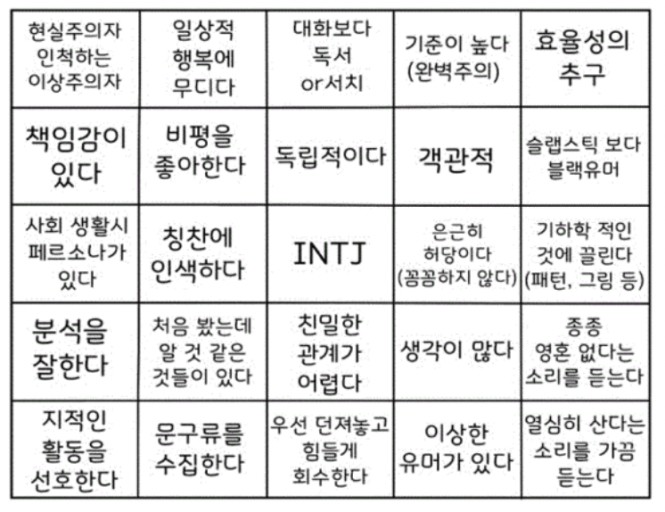 현실주의자
인척하는
이상주의자
일상적
행복에
무디다
대화보다
독서
or서치
기준이 높다
(완벽주의)
효율성의
추구
책임감이
있다
비평을
좋아한다
독립적이다
객관적
슬랩스틱 보다
블랙유머
사회 생활시
페르소나가
있다
칭찬에
인색하다
INTJ
은근히
허당이다
(꼼꼼하지 않다)
기하학 적인
것에 끌린다
(패턴, 그림 등)
분석을
잘한다
처음 봤는데
알 것 같은
것들이 있다
친밀한
관계가
어렵다
생각이 많다
종종
영혼 없다는
소리를 듣는다
지적인
활동을
선호한다
문구류를
수집한다
우선 던져놓고
힘들게
회수한다
이상한
유머가 있다
열심히 산다는
소리를 가끔
듣는다